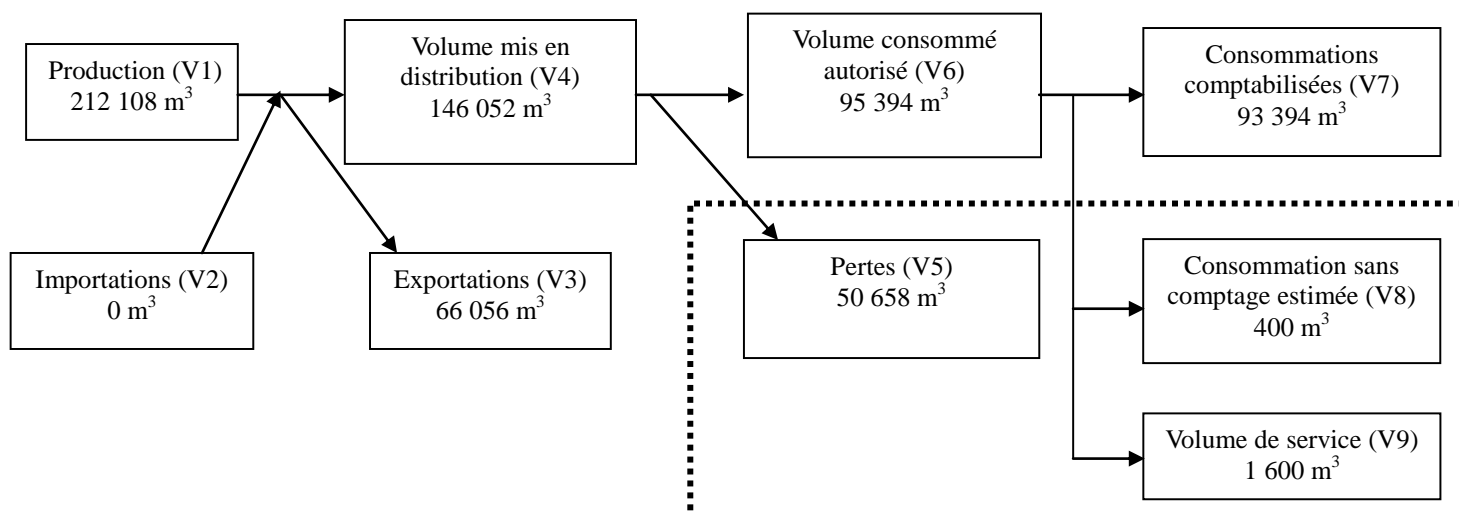 Production (V1)
212 108 m³
Volume mis en
distribution (V4)
146 052 m³
Volume consommé
autorisé (V6)
95 394 m³
Consommations
comptabilisées (V7)
93 394 m³
Importations (V2)
0 m³
Exportations (V3)
66 056 m³
Pertes (V5)
50 658 m³
Consommation sans
comptage estimée (V8)
400 m³
Volume de service (V9)
1 600 m³